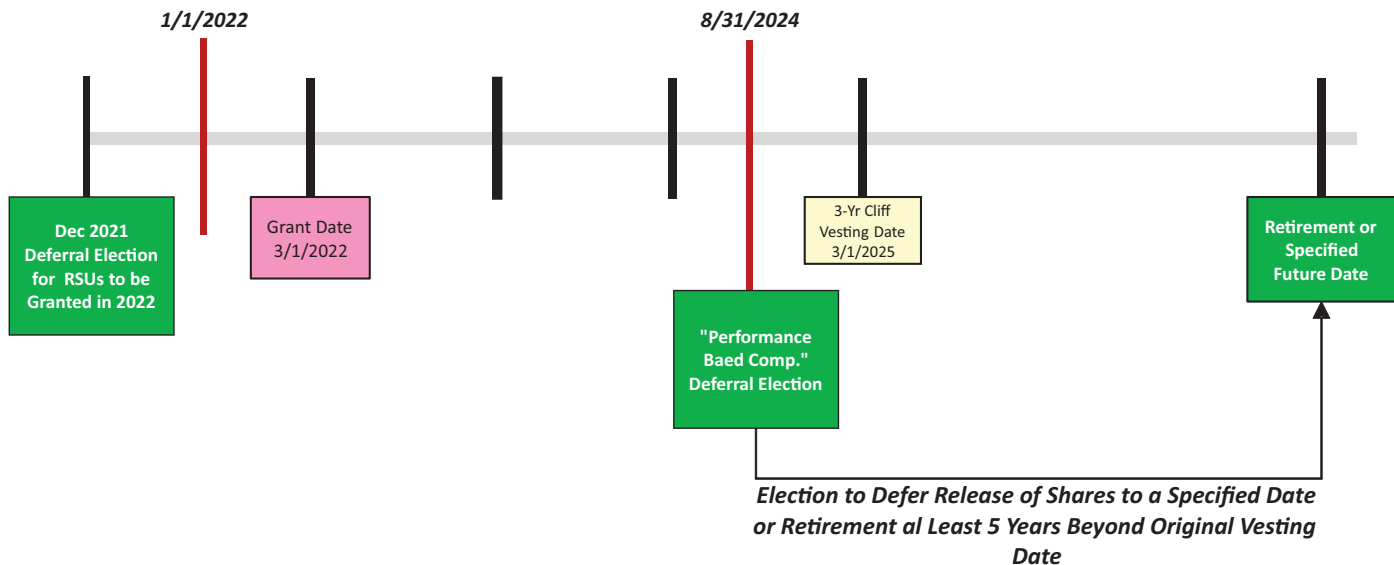 1/1/2022
8/31/2024
Dec 2021
Deferral Election
for RSUs to be
Granted in 2022
Grant Date
3/1/2022
3-Yr Cliff
Vesting Date
3/1/2025
Retirement or
Specified
Future Date
"Performance
Baed Comp."
Deferral Election
Election to Defer Release of Shares to a Specified Date
or Retirement al Least 5 Years Beyond Original Vesting
Date